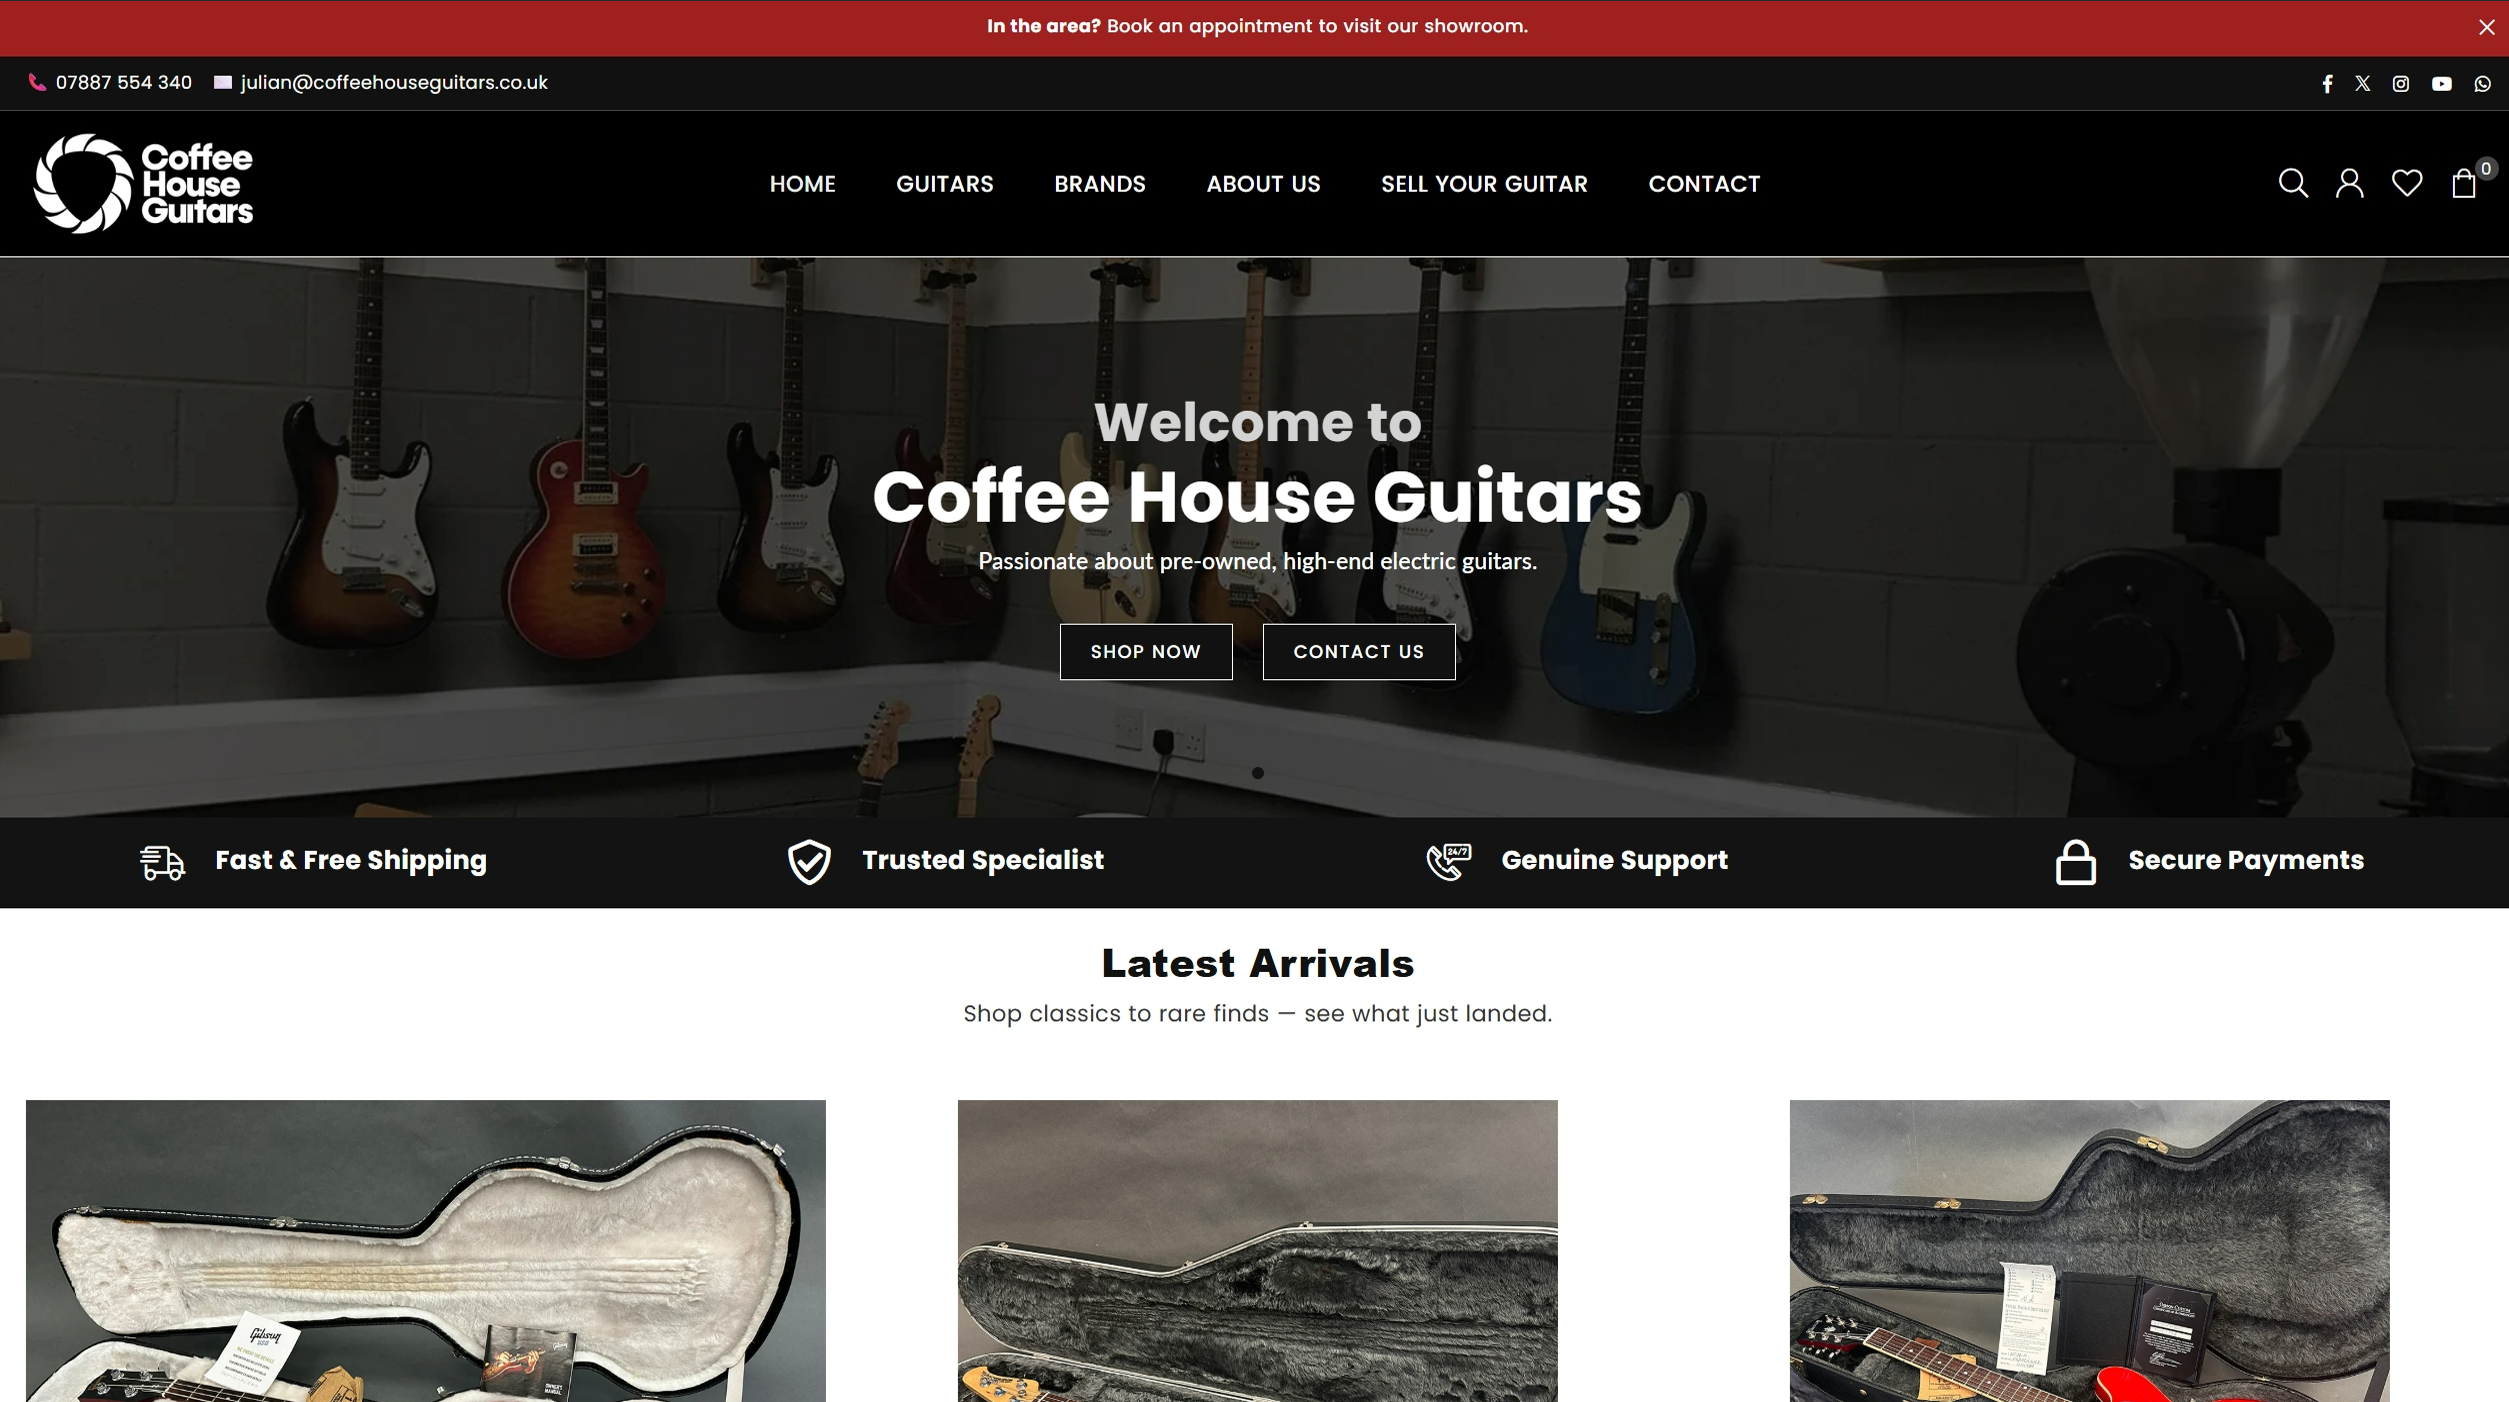 In the area? Book an appointment to visit our showroom.
07887 554 340 julian@coffeehouseguitars.co.uk
Coffee
House
Guitars
HOME GUITARS BRANDS ABOUT US SELL YOUR GUITAR CONTACT
0
Welcome to
Coffee House Guitars
Passionate about pre-owned, high-end electric guitars.
SHOP NOW CONTACT US
Fast & Free Shipping
24/7
Trusted Specialist
Genuine Support
Secure Payments
Latest Arrivals
Shop classics to rare finds — see what just landed.
Gibson
OWNER'S
MANUAL